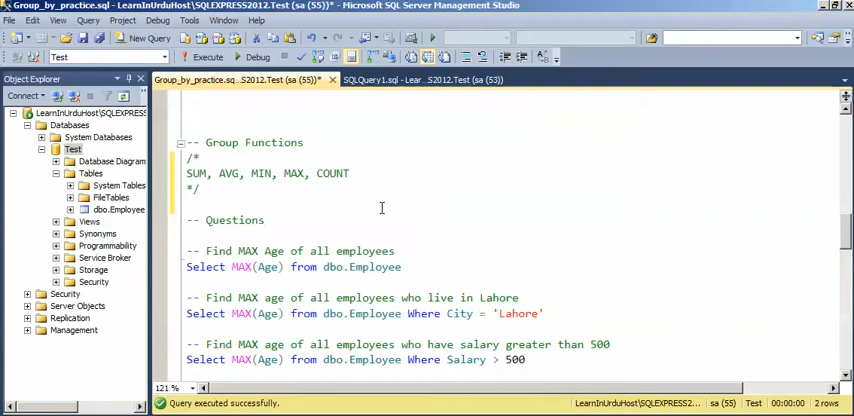 Group_by_practice.sql - LearnInUrduHost\SQLEXPRESS2012.Test (sa (55))* - Microsoft SQL Server Management Studio
File Edit View Query Project Debug Tools Window Help
New Query
Test Execute Debug
Object Explorer
Group_by_practice.sq...S2012.Test (sa (55))* SQLQuery1.sql - Lear...S2012.Test (sa (53))
Connect
LearnInUrduHost\SQLEXPRESS
Databases
System Databases
Test
Database Diagram
Tables
System Tables
FileTables
dbo.Employee
Views
Synonyms
Programmability
Service Broker
Storage
Security
Security
Server Objects
Replication
Management
-- Group Functions
/*
SUM, AVG, MIN, MAX, COUNT
*/
-- Questions
-- Find MAX Age of all employees
Select MAX(Age) from dbo.Employee
-- Find MAX age of all employees who live in Lahore
Select MAX(Age) from dbo.Employee Where City = 'Lahore'
-- Find MAX age of all employees who have salary greater than 500
Select MAX(Age) from dbo.Employee Where Salary > 500
121 %
Query executed successfully. LearnInUrduHost\SQLEXPRESS2... sa (55) Test 00:00:00 2 rows